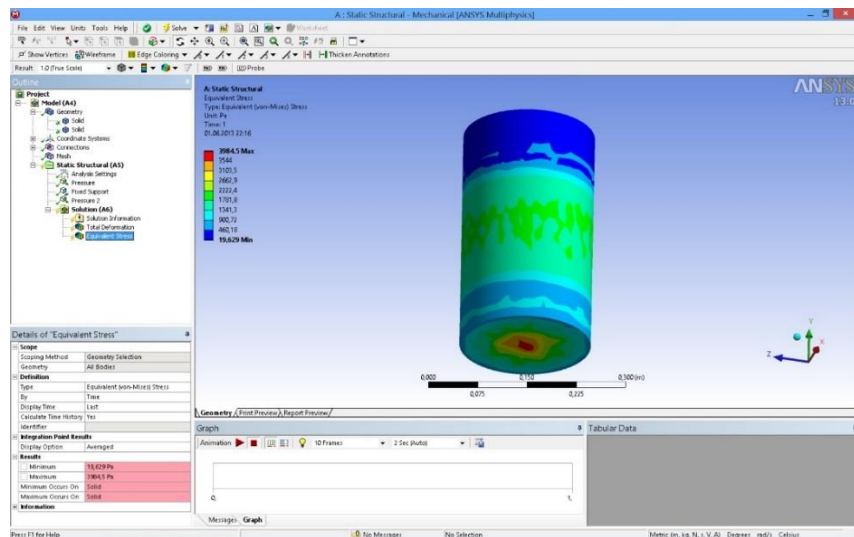 A : Static Structural - Mechanical [ANSYS Multiphysics]
File Edit View Units Tools Help Solve Worksheet
Show Vertices Wireframe Edge Coloring Thicken Annotations
Result 1.0 (True Scale) Probe
Outline
Project
Model (A4)
Geometry
Solid
Solid
Coordinate Systems
Connections
Mesh
Static Structural (A5)
Analysis Settings
Pressure
Fixed Support
Pressure 2
Solution (A6)
Solution Information
Total Deformation
Equivalent Stress
A: Static Structural
Equivalent Stress
Type: Equivalent (von-Mises) Stress
Unit: Pa
Time: 1
01.06.2013 22:16
3984,5 Max
3544
3103,5
2662,9
2222,4
1781,8
1341,3
900,72
460,18
19,629 Min
ANSYS
13.0
Y
X
Z
0,000
0,150
0,300 (m)
0,075
0,225
Geometry Print Preview Report Preview
Details of "Equivalent Stress"
Scope
Scoping Method Geometry Selection
Geometry All Bodies
Definition
Type Equivalent (von-Mises) Stress
By Time
Display Time Last
Calculate Time History Yes
Identifier
Integration Point Results
Display Option Averaged
Results
Minimum 19,629 Pa
Maximum 3984,5 Pa
Minimum Occurs On Solid
Maximum Occurs On Solid
Information
Graph
Animation 10 Frames 2 Sec (Auto)
0,
1,
Messages Graph
Tabular Data
Press F1 for Help
No Messages
No Selection
Metric (m, kg, N, s, V, A) Degrees rad/s Celsius